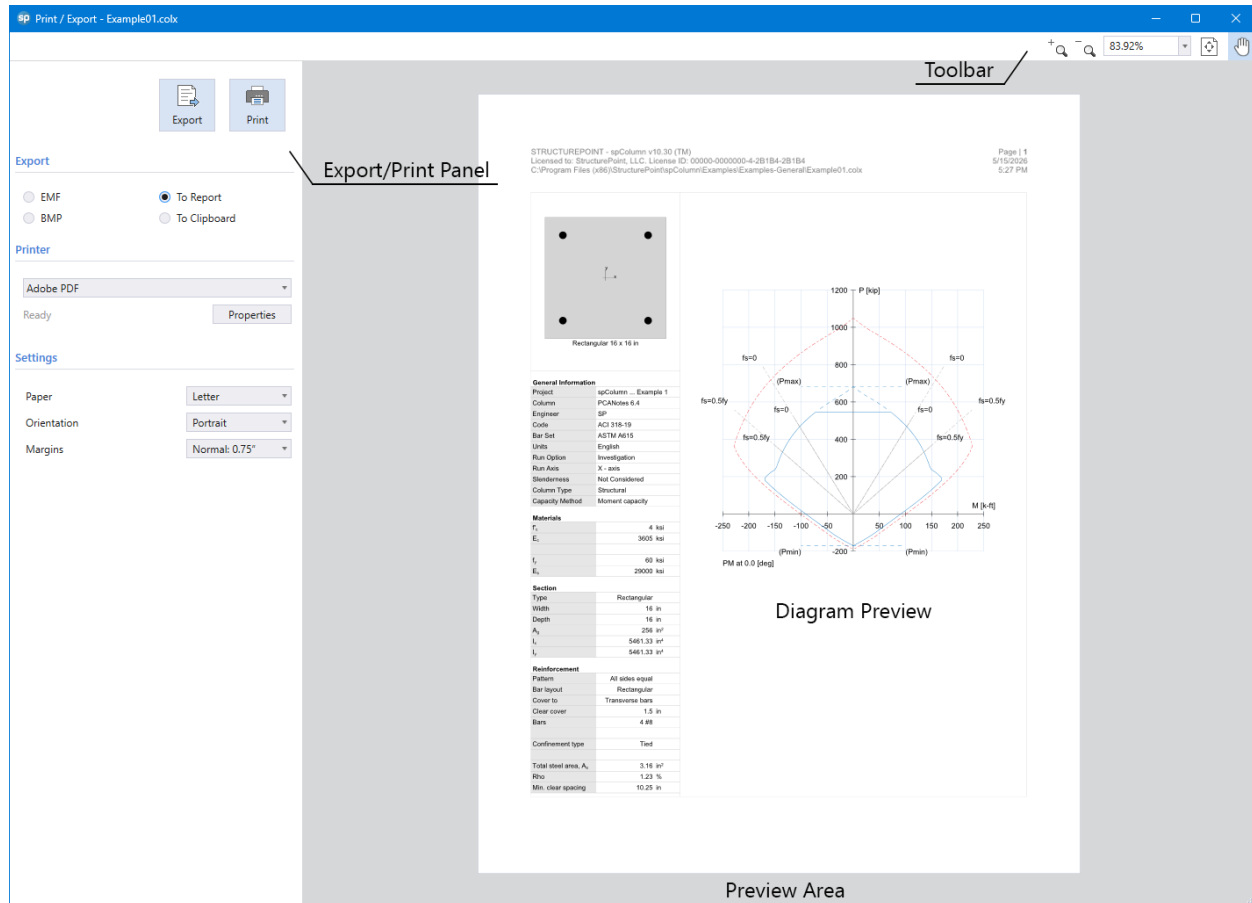 sp Print / Export - Example01.colx
83.92%
Toolbar
Export
Print
Export/Print Panel
Export
EMF
To Report
BMP
To Clipboard
Printer
Adobe PDF
Ready
Properties
Settings
Paper
Letter
Orientation
Portrait
Margins
Normal: 0.75"
STRUCTUREPOINT - spColumn v10.30 (TM)
Licensed to: StructurePoint, LLC. License ID: 00000-0000000-4-2B1B4-2B1B4
C:\Program Files (x86)\StructurePoint\spColumn\Examples\Examples-General\Example01.colx
Page | 1
5/15/2026
5:27 PM
y
x
Rectangular 16 x 16 in
General Information
Project spColumn ... Example 1
Column PCANotes 6.4
Engineer SP
Code ACI 318-19
Bar Set ASTM A615
Units English
Run Option Investigation
Run Axis X - axis
Slenderness Not Considered
Column Type Structural
Capacity Method Moment capacity
Materials
f'c 4 ksi
Ec 3605 ksi
fy 60 ksi
Es 29000 ksi
Section
Type Rectangular
Width 16 in
Depth 16 in
Ag 256 in²
Ix 5461.33 in⁴
Iy 5461.33 in⁴
Reinforcement
Pattern All sides equal
Bar layout Rectangular
Cover to Transverse bars
Clear cover 1.5 in
Bars 4 #8
Confinement type Tied
Total steel area, As 3.16 in²
Rho 1.23 %
Min. clear spacing 10.25 in
1200 P [kip]
1000
fs=0 800 fs=0
(Pmax) (Pmax)
fs=0.5fy 600 fs=0.5fy
fs=0 fs=0
fs=0.5fy 400 fs=0.5fy
200
M [k-ft]
-250 -200 -150 -100 -50 50 100 150 200 250
(Pmin) -200 (Pmin)
PM at 0.0 [deg]
Diagram Preview
Preview Area